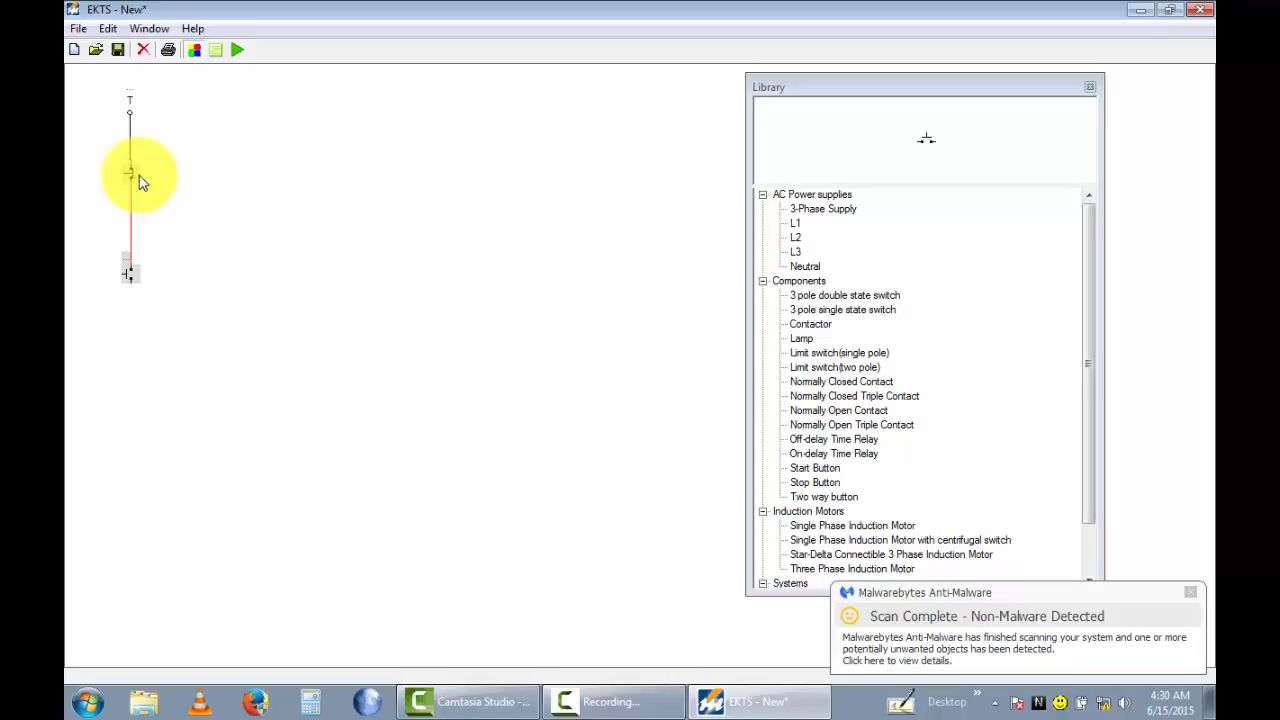 EKTS - New*
File Edit Window Help
...
T
...
Library
AC Power supplies
3-Phase Supply
L1
L2
L3
Neutral
Components
3 pole double state switch
3 pole single state switch
Contactor
Lamp
Limit switch(single pole)
Limit switch(two pole)
Normally Closed Contact
Normally Closed Triple Contact
Normally Open Contact
Normally Open Triple Contact
Off-delay Time Relay
On-delay Time Relay
Start Button
Stop Button
Two way button
Induction Motors
Single Phase Induction Motor
Single Phase Induction Motor with centrifugal switch
Star-Delta Connectible 3 Phase Induction Motor
Three Phase Induction Motor
Systems
Malwarebytes Anti-Malware
Scan Complete - Non-Malware Detected
Malwarebytes Anti-Malware has finished scanning your system and one or more
potentially unwanted objects has been detected.
Click here to view details.
Camtasia Studio -... Recording... EKTS - New* Desktop » N 4:30 AM
6/15/2015